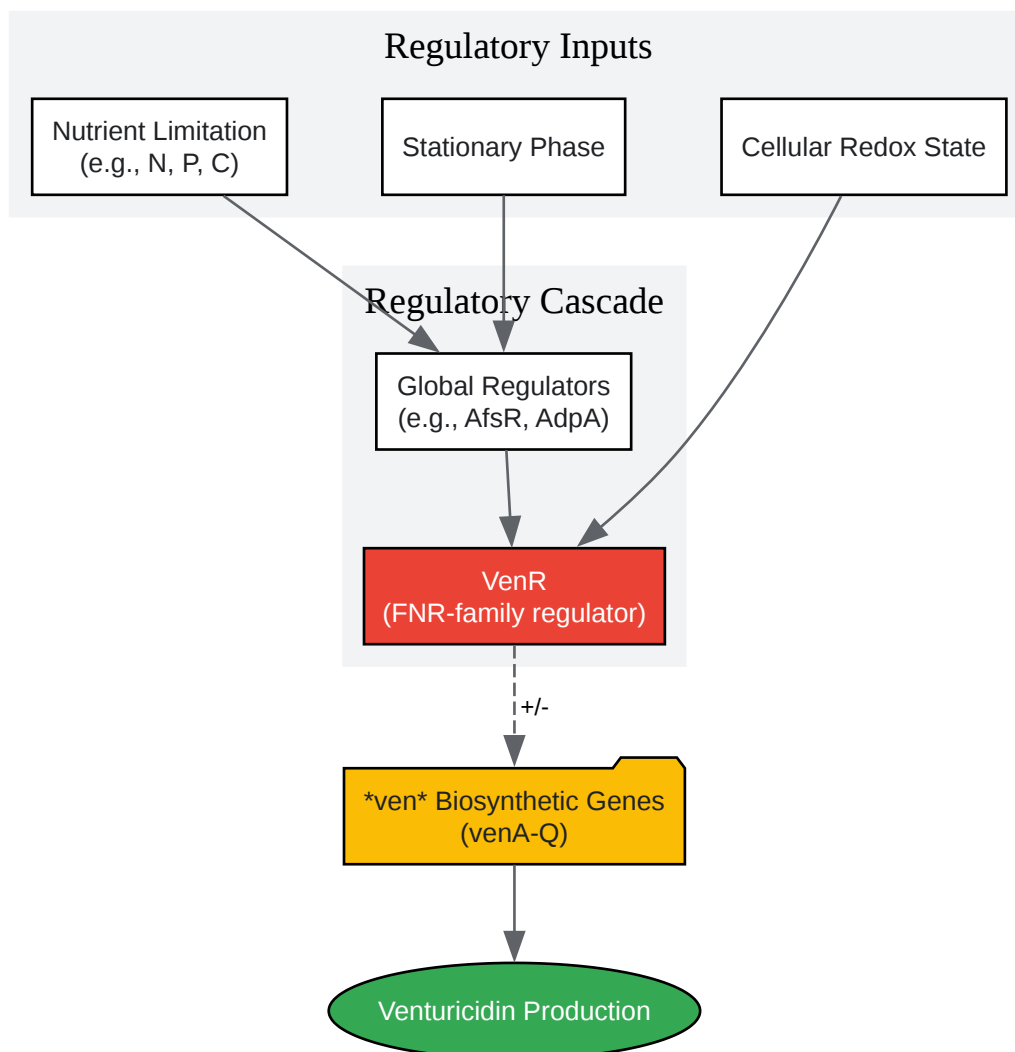 Regulatory Inputs
Nutrient Limitation
(e.g., N, P, C)
Stationary Phase
Cellular Redox State
Regulatory Cascade
Global Regulators
(e.g., AfsR, AdpA)
VenR
(FNR-family regulator)
+/-
*ven* Biosynthetic Genes
(venA-Q)
Venturicidin Production